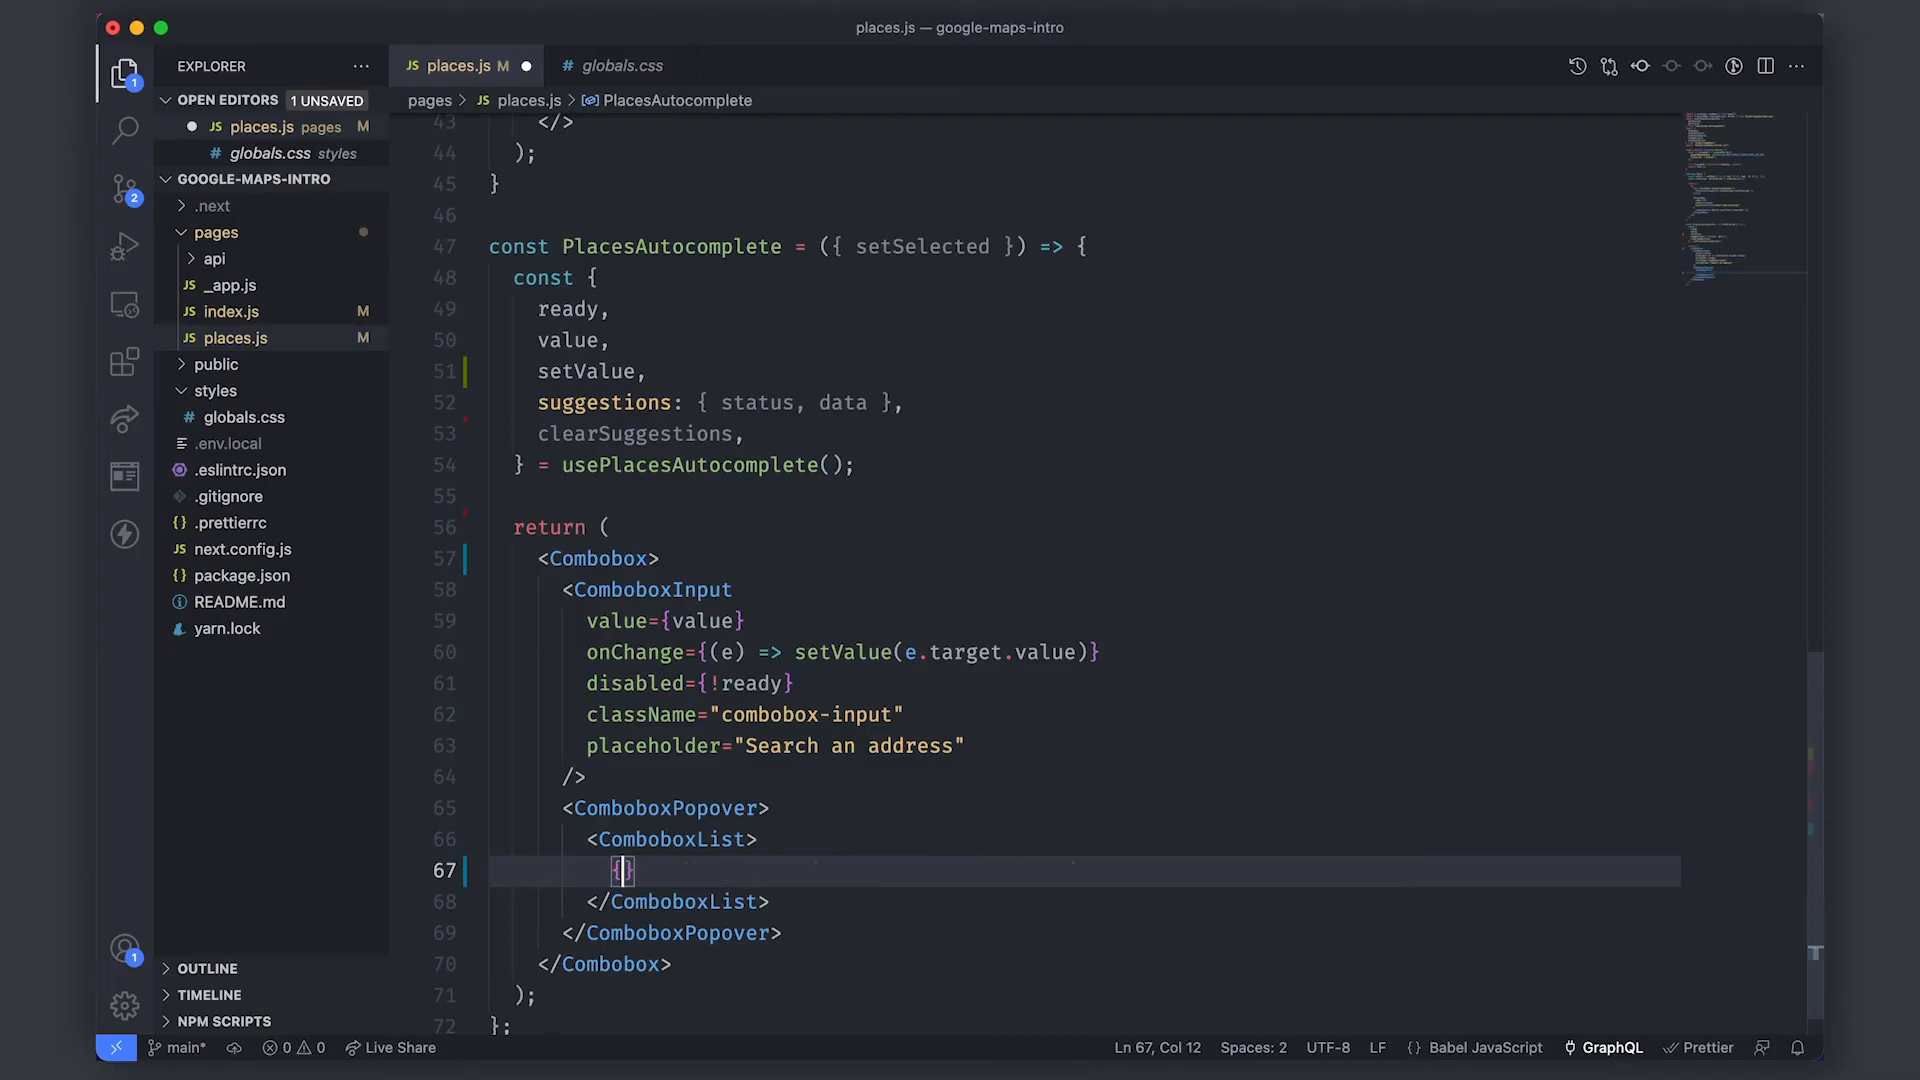 places.js — google-maps-intro
EXPLORER
places.js M
globals.css
OPEN EDITORS 1 UNSAVED
places.js pages M
globals.css styles
GOOGLE-MAPS-INTRO
.next
pages
api
_app.js
index.js M
places.js M
public
styles
globals.css
.env.local
.eslintrc.json
.gitignore
.prettierrc
next.config.js
package.json
README.md
yarn.lock
OUTLINE
TIMELINE
NPM SCRIPTS
pages > JS places.js > PlacesAutocomplete
43 </>
44 );
45 }
46
47 const PlacesAutocomplete = ({ setSelected }) => {
48 const {
49 ready,
50 value,
51 setValue,
52 suggestions: { status, data },
53 clearSuggestions,
54 } = usePlacesAutocomplete();
55
56 return (
57 <Combobox>
58 <ComboboxInput
59 value={value}
60 onChange={(e) => setValue(e.target.value)}
61 disabled={!ready}
62 className="combobox-input"
63 placeholder="Search an address"
64 />
65 <ComboboxPopover>
66 <ComboboxList>
67 {}
68 </ComboboxList>
69 </ComboboxPopover>
70 </Combobox>
71 );
72 };
main* 0 0 Live Share Ln 67, Col 12 Spaces: 2 UTF-8 LF {} Babel JavaScript GraphQL Prettier